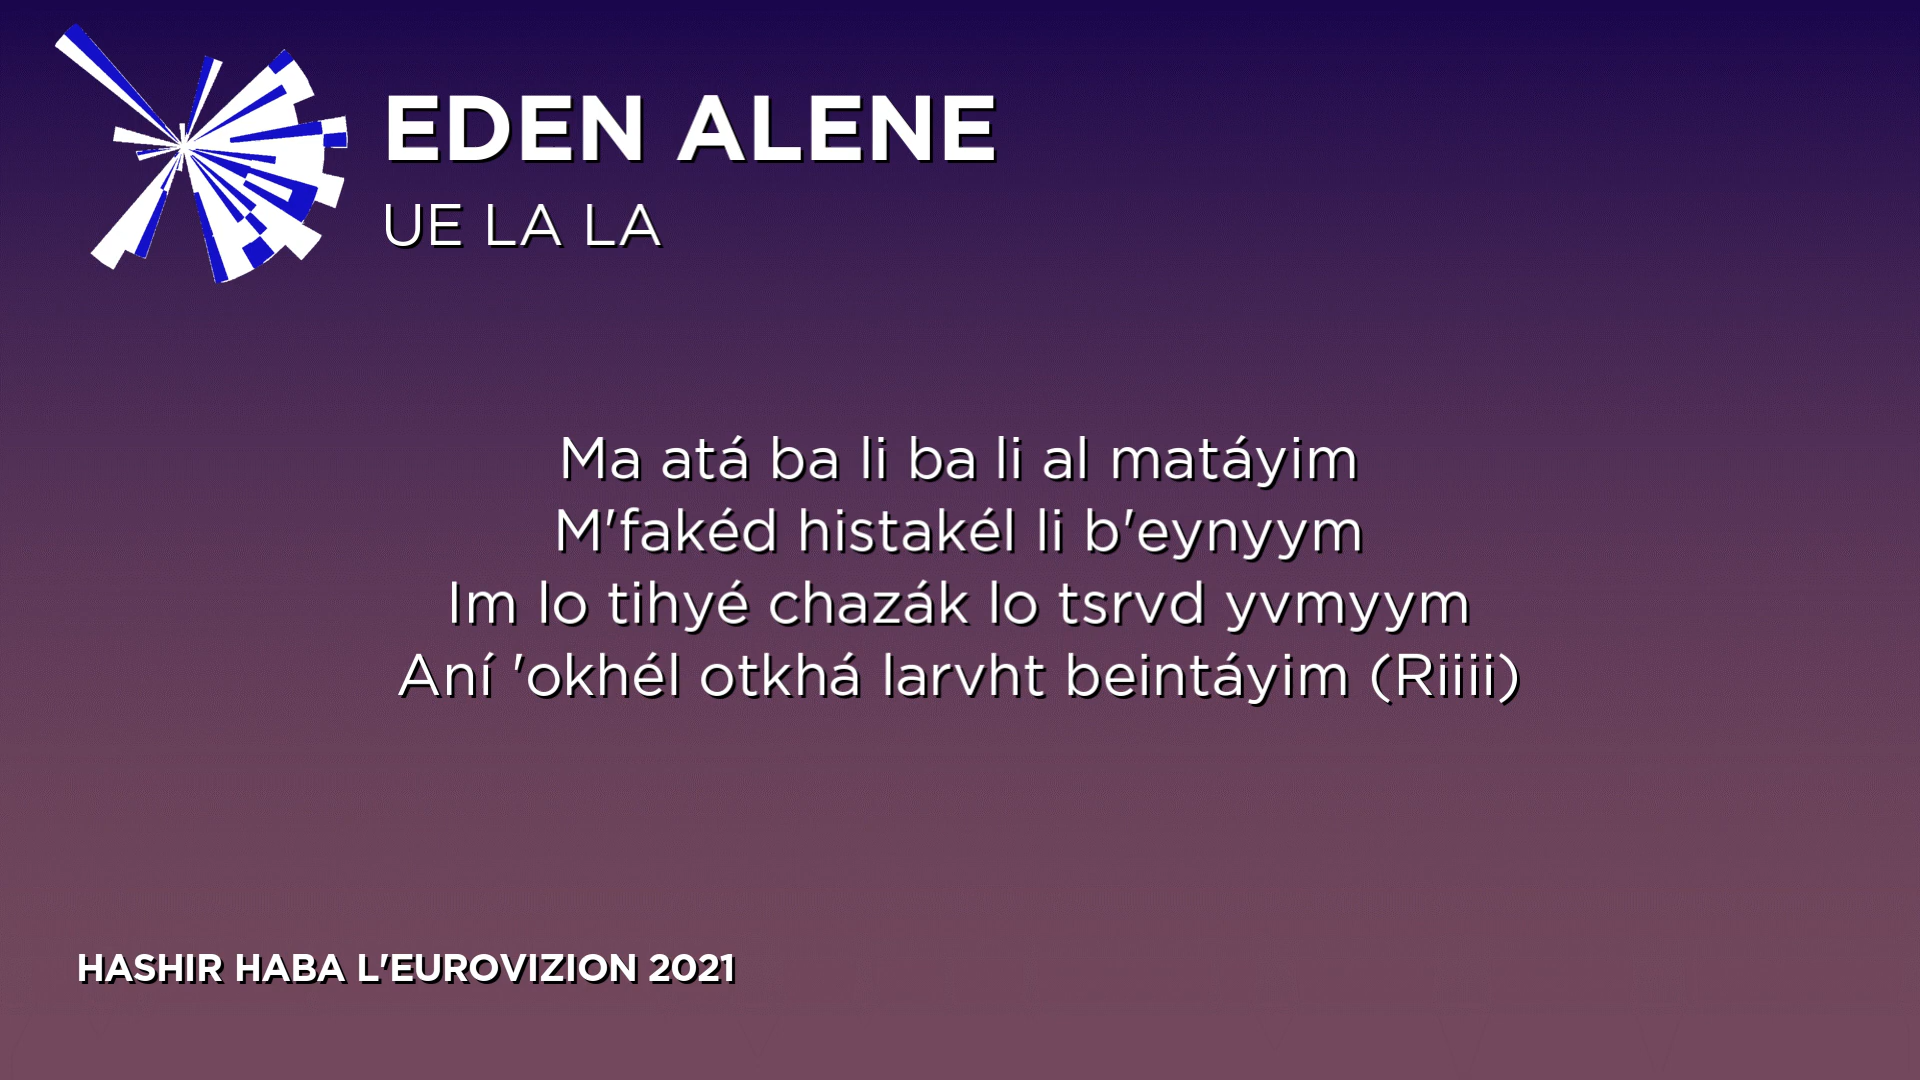 EDEN ALENE
UE LA LA
Ma atá ba li ba li al matáyim
M'fakéd histakél li b'eynyym
Im lo tihyé chazák lo tsrvd yvmyym
Aní 'okhél otkhá larvht beintáyim (Riiii)
HASHIR HABA L'EUROVIZION 2021